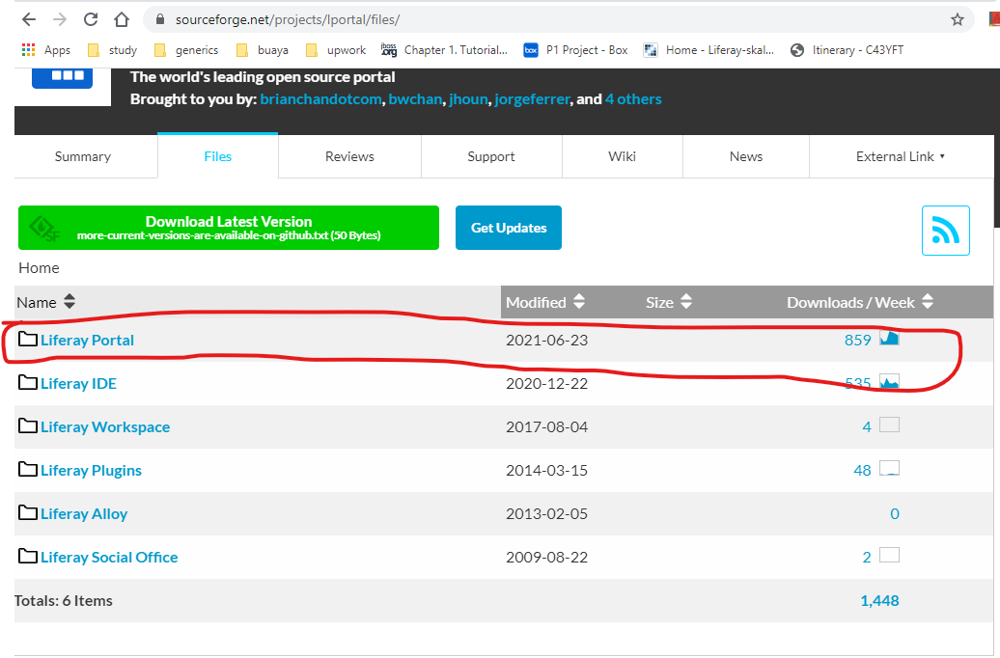 sourceforge.net/projects/lportal/files/
Apps study generics buaya upwork jboss.org Chapter 1. Tutorial... box P1 Project - Box Home - Liferay-skal... Itinerary - C43YFT
The world's leading open source portal
Brought to you by: brianchandotcom, bwchan, jhoun, jorgeferrer, and 4 others
Summary Files Reviews Support Wiki News External Link
Download Latest Version
SF more-current-versions-are-available-on-github.txt (50 Bytes)
Get Updates
Home
Name Modified Size Downloads / Week
Liferay Portal 2021-06-23 859
Liferay IDE 2020-12-22 535
Liferay Workspace 2017-08-04 4
Liferay Plugins 2014-03-15 48
Liferay Alloy 2013-02-05 0
Liferay Social Office 2009-08-22 2
Totals: 6 Items 1,448